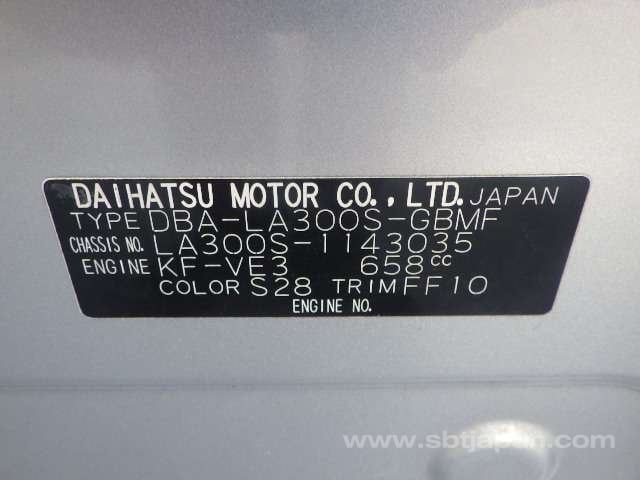 DAIHATSU MOTOR CO., LTD. JAPAN
TYPE DBA-LA300S-GBMF
CHASSIS NO. LA300S-1143035
ENGINE KF-VE3 658cc
COLOR S28 TRIM FF10
ENGINE NO.
www.sbtjapan.com